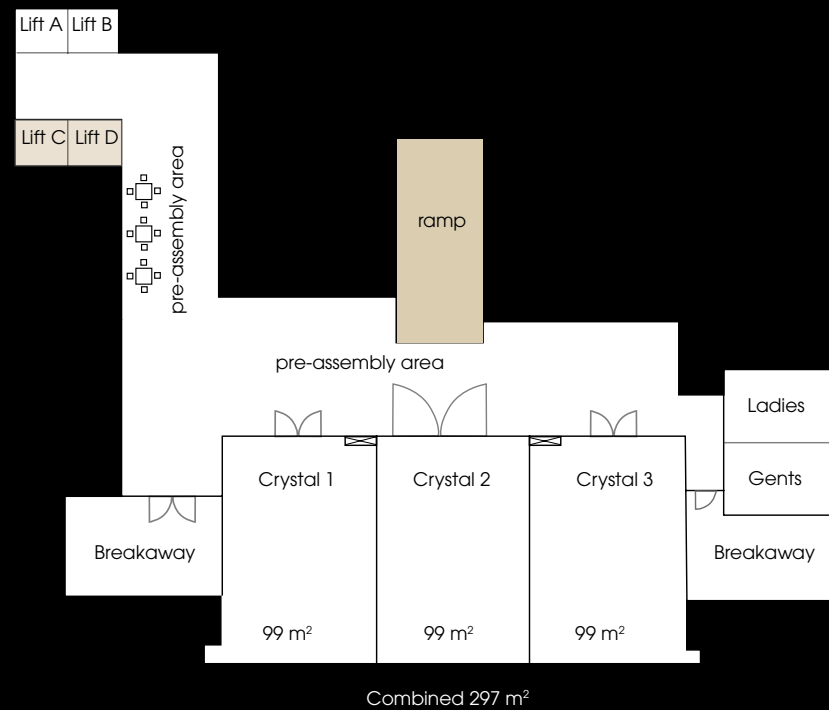 Lift A Lift B
Lift C Lift D
pre-assembly area
ramp
pre-assembly area
Ladies
Gents
Crystal 1
Crystal 2
Crystal 3
Breakaway
Breakaway
99 m²
99 m²
99 m²
Combined 297 m²